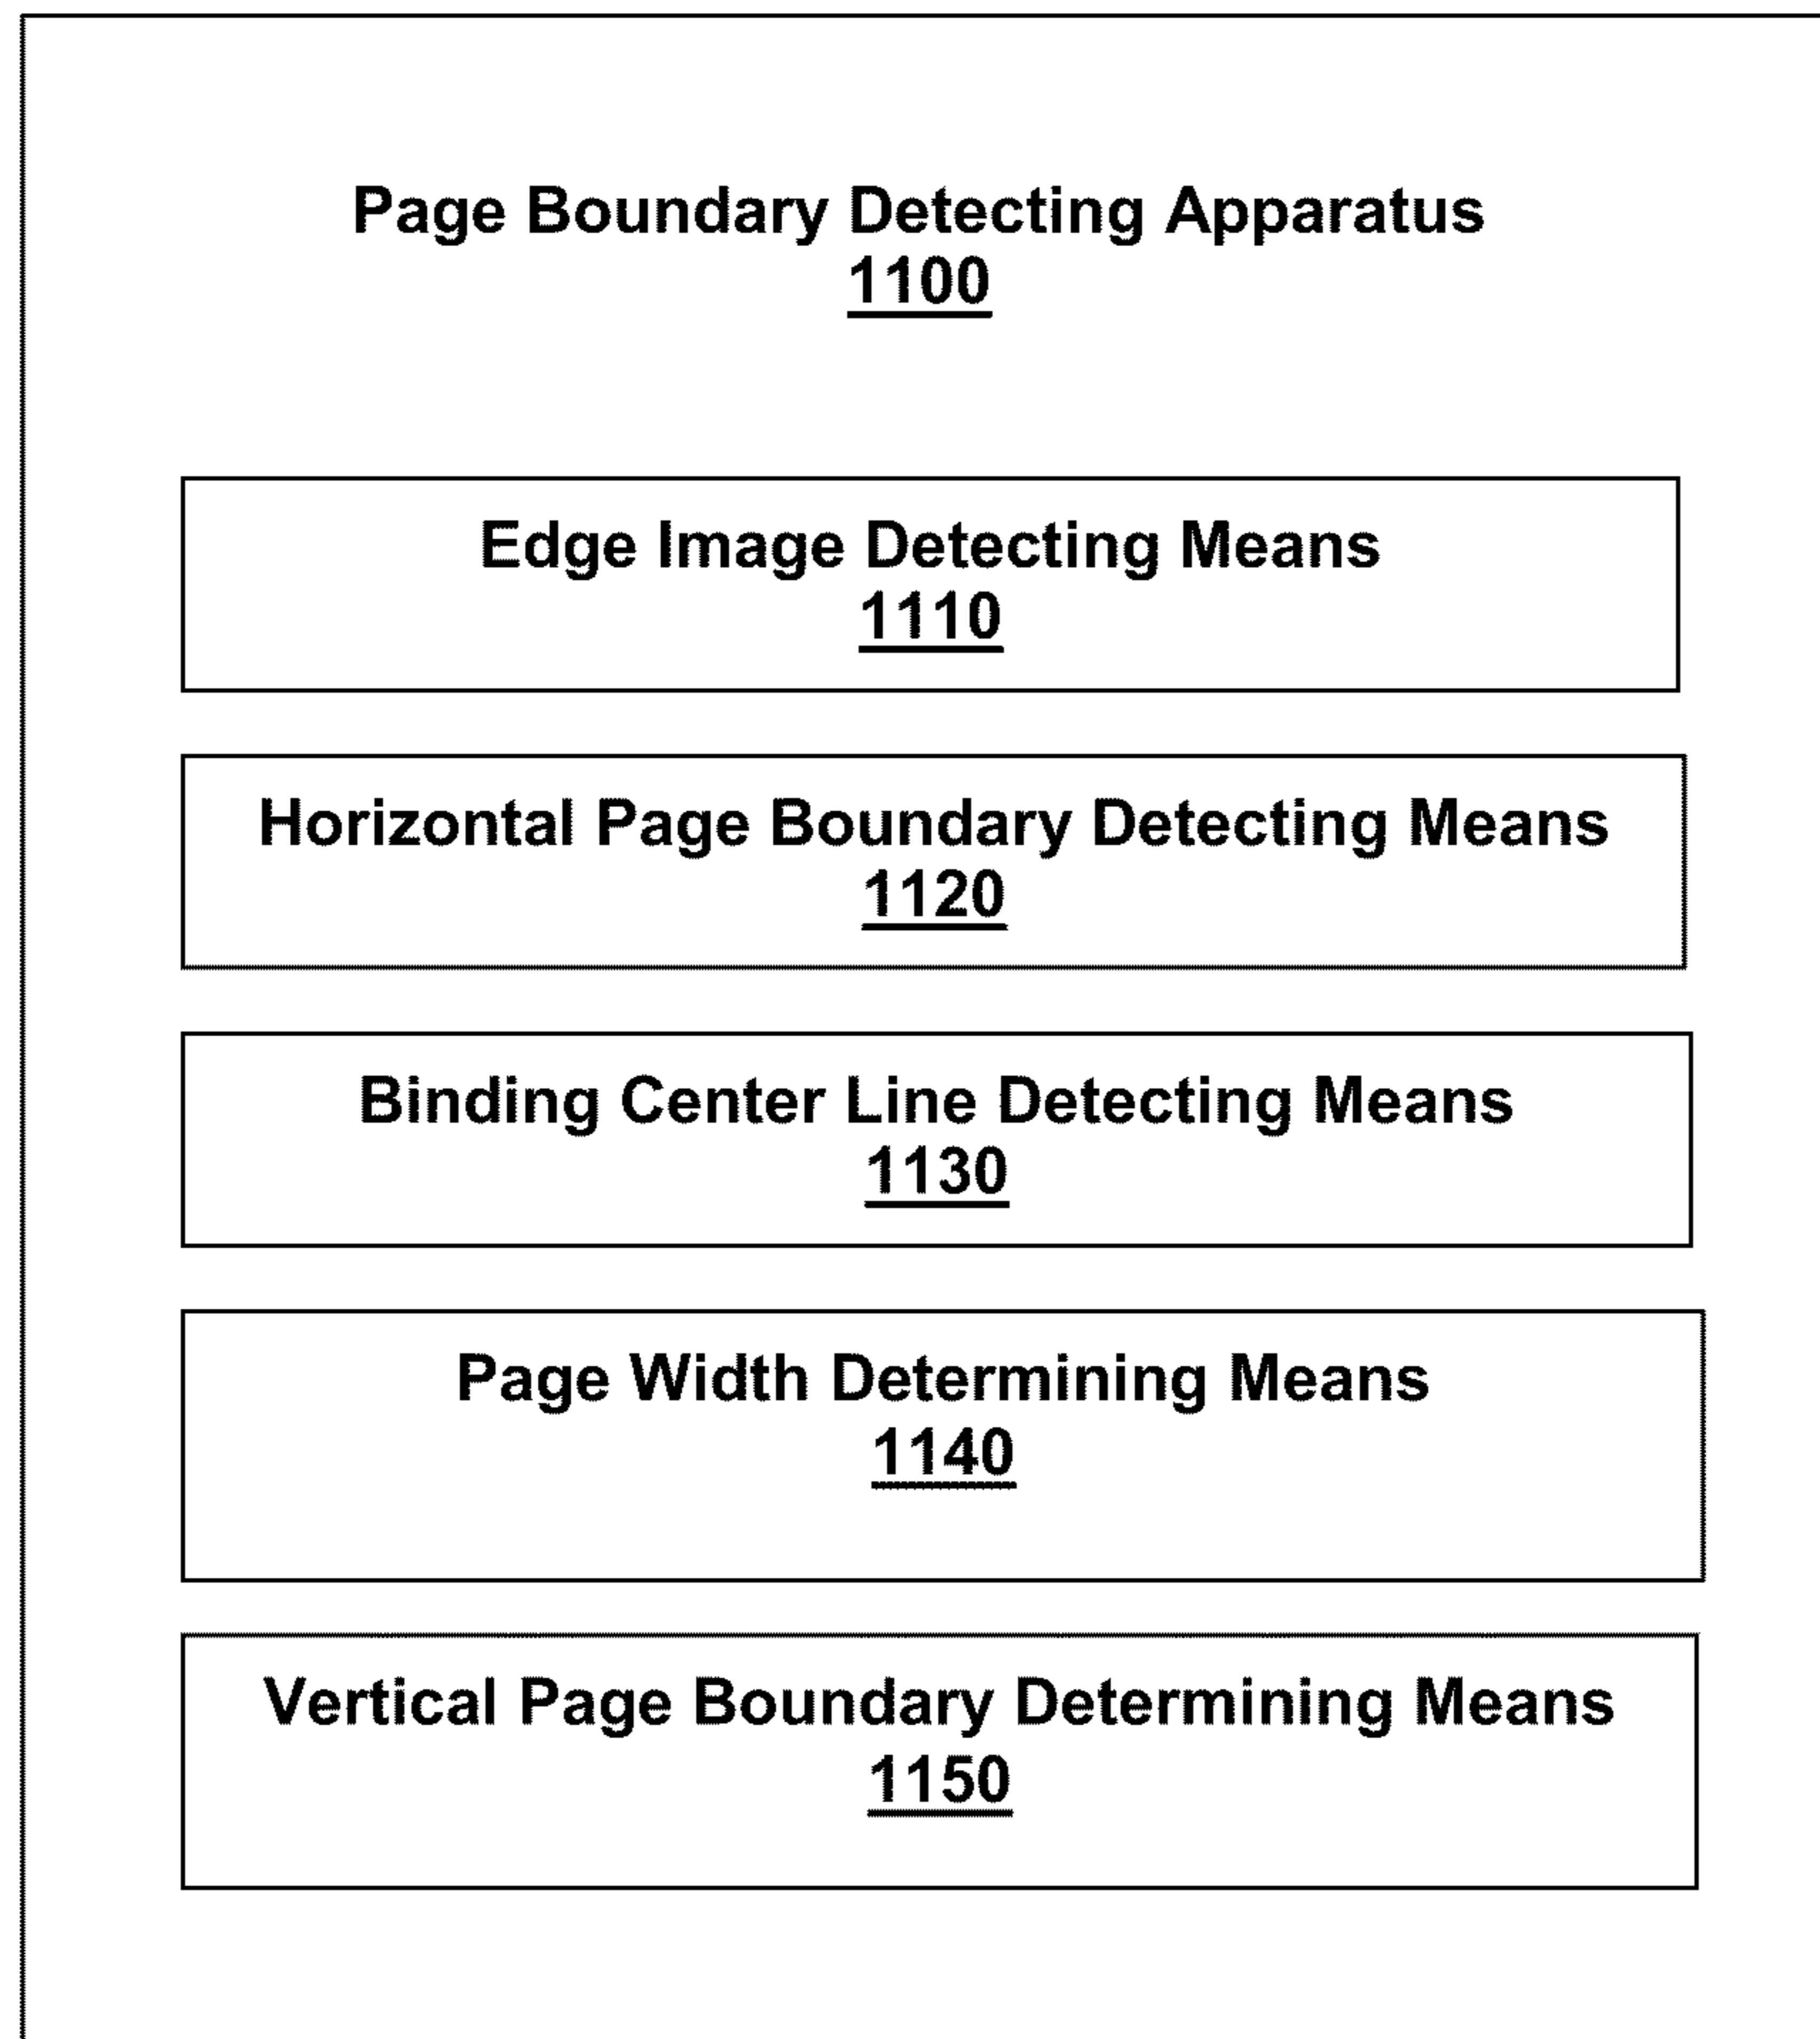 Page Boundary Detecting Apparatus
1100
Edge Image Detecting Means
1110
Horizontal Page Boundary Detecting Means
1120
Binding Center Line Detecting Means
1130
Page Width Determining Means
1140
Vertical Page Boundary Determining Means
1150